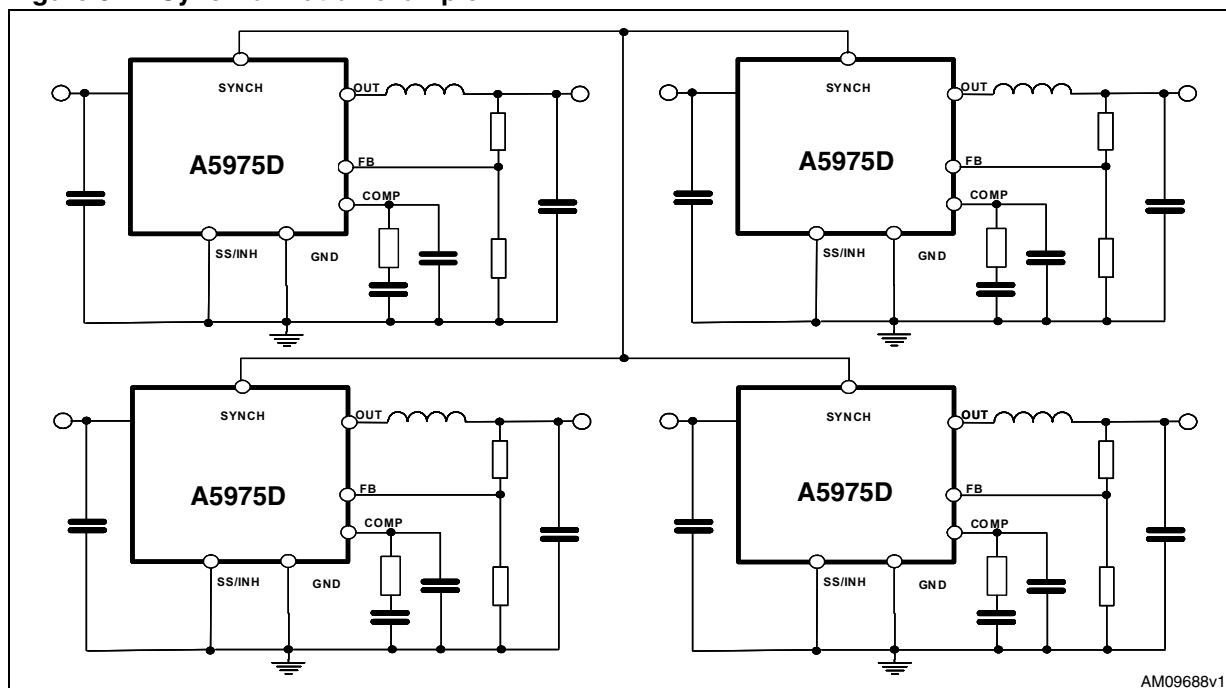 SYNCH
OUT
A5975D
FB
COMP
SS/INH
GND
SYNCH
OUT
A5975D
FB
COMP
SS/INH
GND
SYNCH
OUT
A5975D
FB
COMP
SS/INH
GND
SYNCH
OUT
A5975D
FB
COMP
SS/INH
GND
AM09688v1